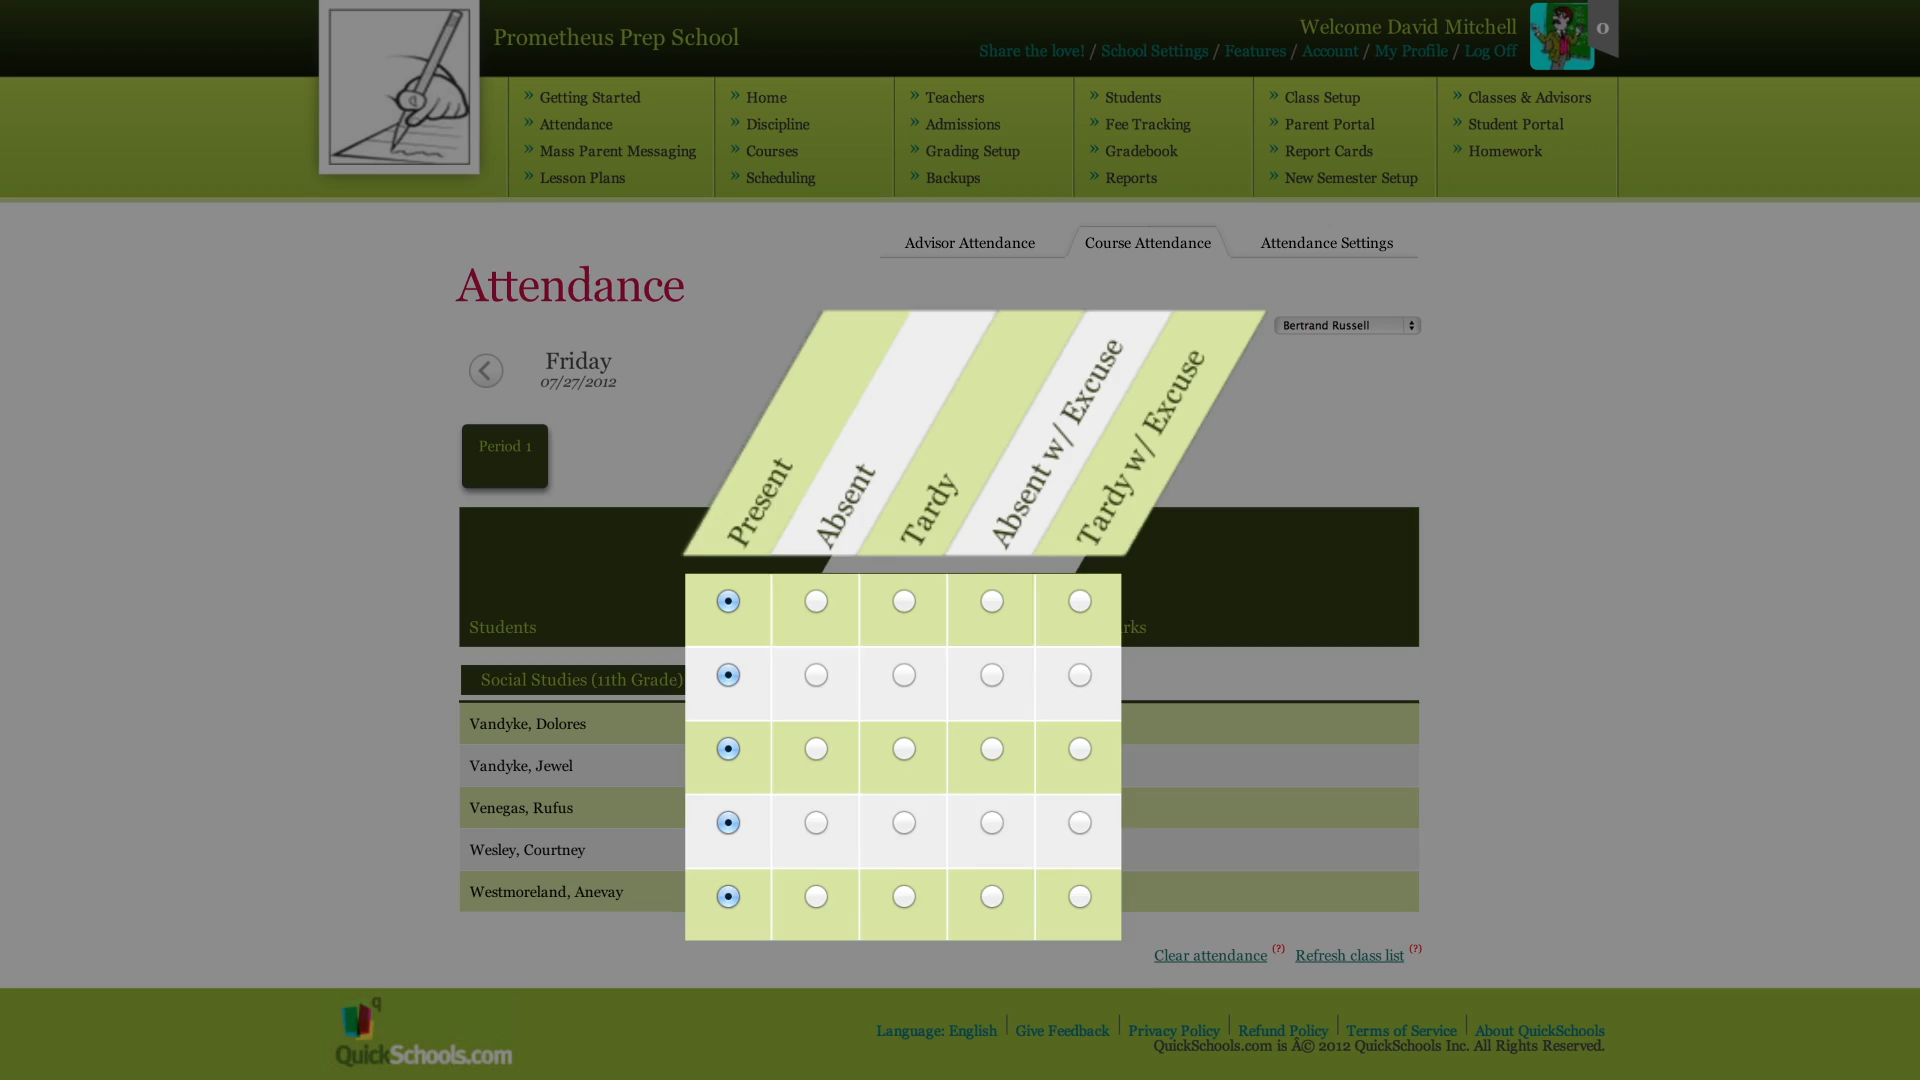 Prometheus Prep School
Welcome David Mitchell
0
Share the love! / School Settings / Features / Account / My Profile / Log Off
» Getting Started » Home » Teachers » Students » Class Setup » Classes & Advisors
» Attendance » Discipline » Admissions » Fee Tracking » Parent Portal » Student Portal
» Mass Parent Messaging » Courses » Grading Setup » Gradebook » Report Cards » Homework
» Lesson Plans » Scheduling » Backups » Reports » New Semester Setup
Advisor Attendance Course Attendance Attendance Settings
Attendance
Bertrand Russell
Friday
07/27/2012
Period 1
Present Absent Tardy Absent w/ Excuse Tardy w/ Excuse
Students rks
Social Studies (11th Grade)
Vandyke, Dolores
Vandyke, Jewel
Venegas, Rufus
Wesley, Courtney
Westmoreland, Anevay
Clear attendance (?) Refresh class list (?)
q
QuickSchools.com
Language: English | Give Feedback | Privacy Policy | Refund Policy | Terms of Service | About QuickSchools
QuickSchools.com is Â© 2012 QuickSchools Inc. All Rights Reserved.